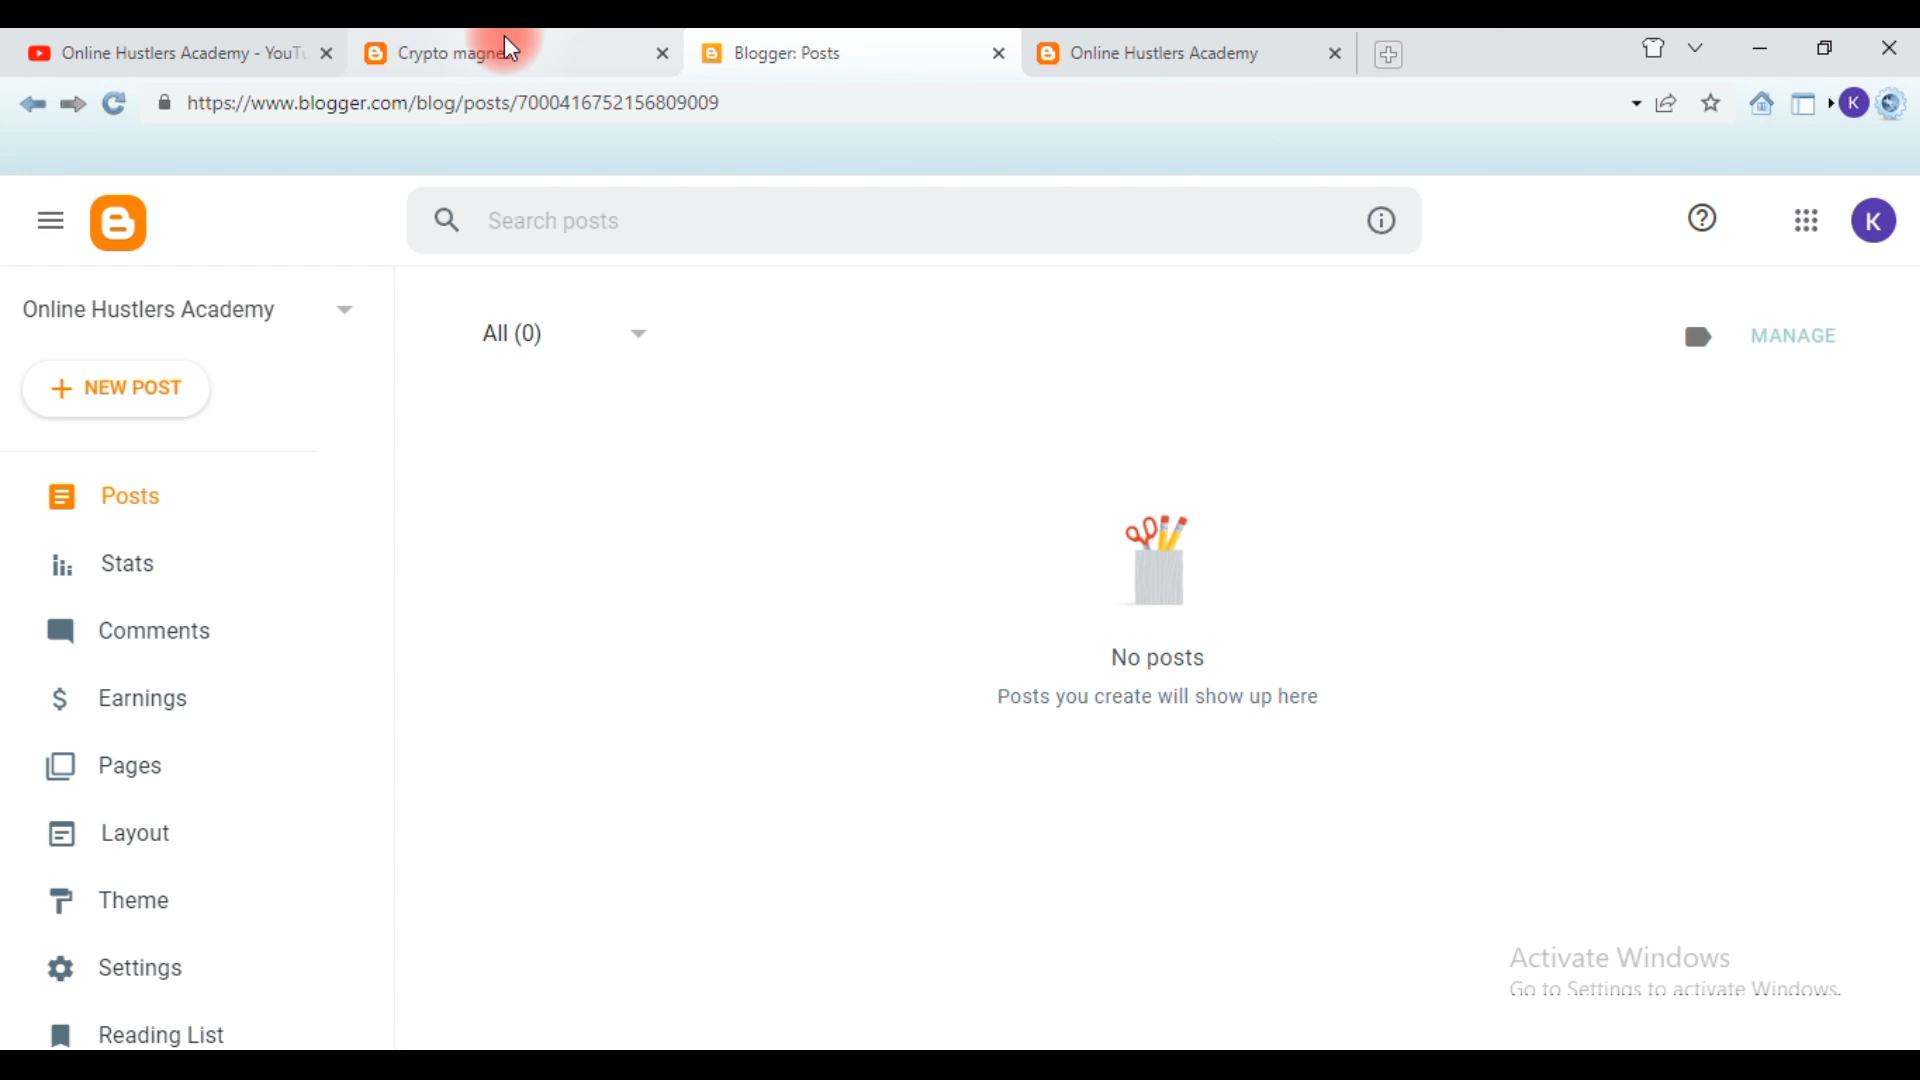 Online Hustlers Academy - YouTu
Crypto magne
Blogger: Posts
Online Hustlers Academy
https://www.blogger.com/blog/posts/7000416752156809009
K
Search posts
K
Online Hustlers Academy
All (0)
MANAGE
+ NEW POST
Posts
Stats
Comments
$ Earnings
Pages
Layout
Theme
Settings
Reading List
No posts
Posts you create will show up here
Activate Windows
Go to Settings to activate Windows.